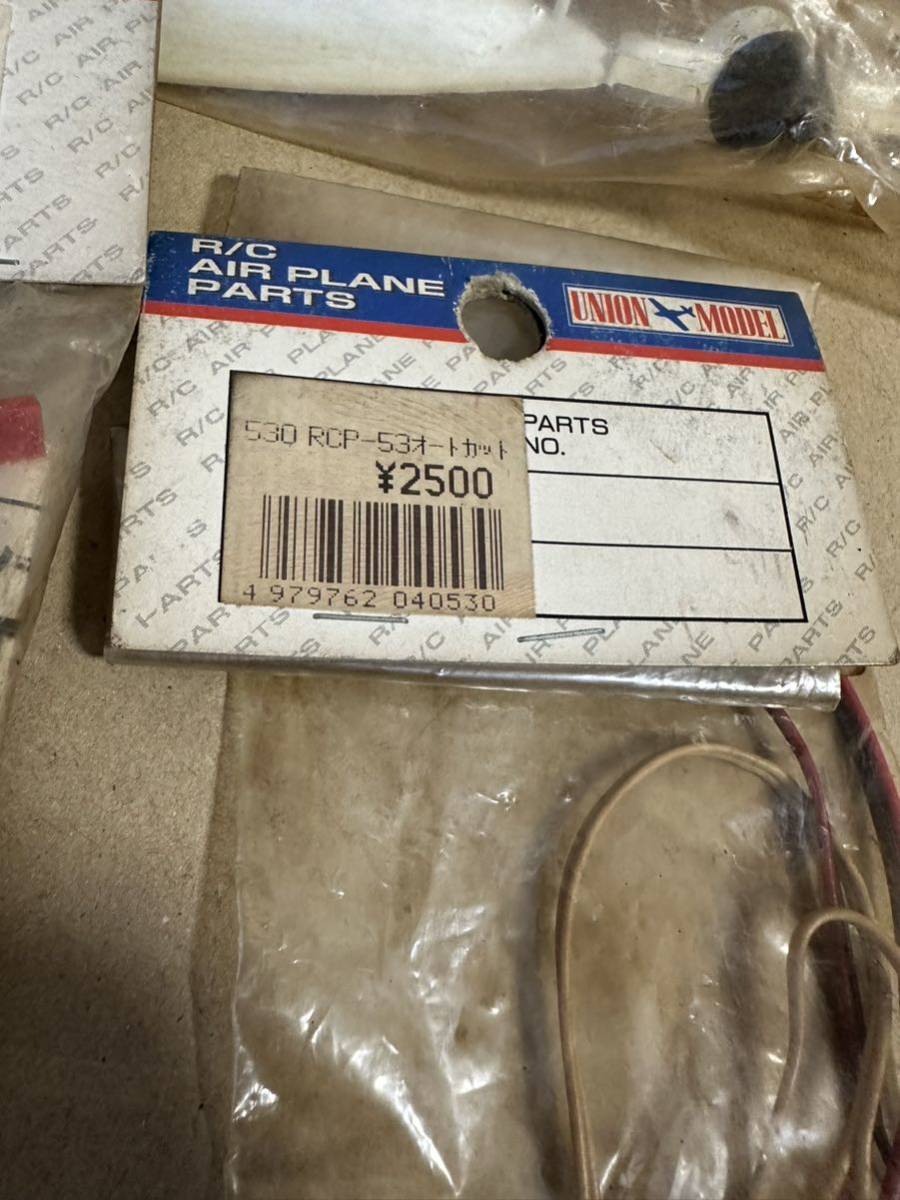 R/C
AIR PLANE
PARTS
UNION MODEL
530 RCP-53オートカット
¥2500
4 979762 040530
PARTS
NO.